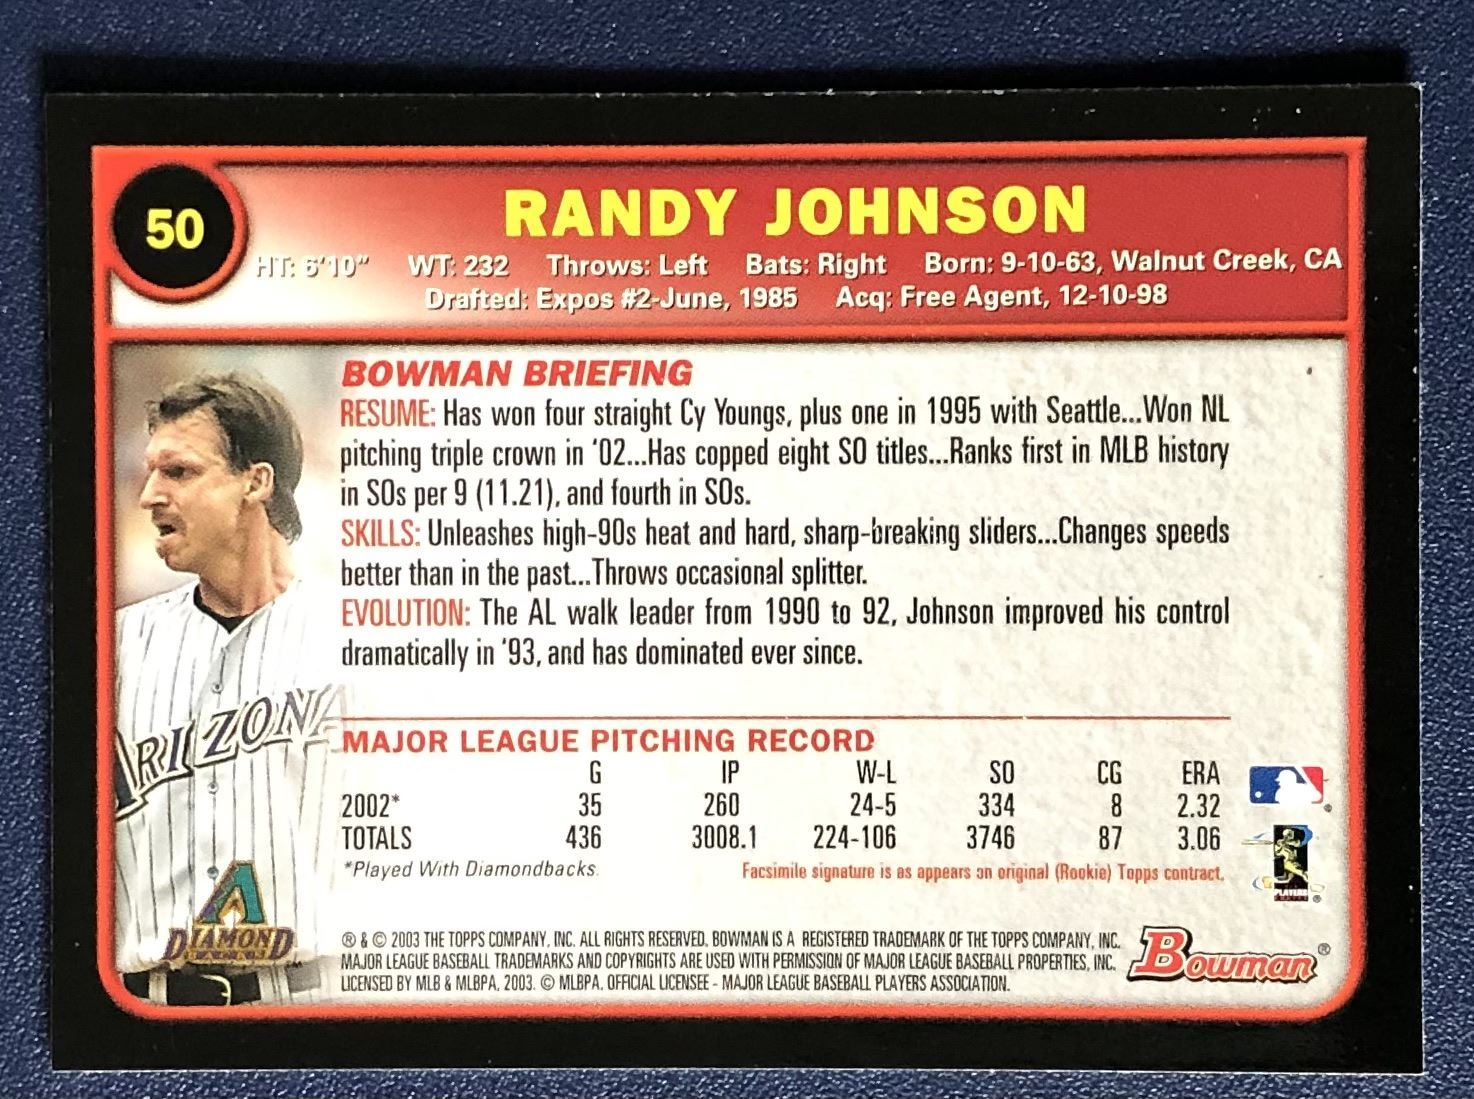 50
RANDY JOHNSON
HT: 6'10" WT: 232 Throws: Left Bats: Right Born: 9-10-63, Walnut Creek, CA
Drafted: Expos #2-June, 1985 Acq: Free Agent, 12-10-98
BOWMAN BRIEFING
RESUME: Has won four straight Cy Youngs, plus one in 1995 with Seattle...Won NL
pitching triple crown in '02...Has copped eight SO titles...Ranks first in MLB history
in SOs per 9 (11.21), and fourth in SOs.
SKILLS: Unleashes high-90s heat and hard, sharp-breaking sliders...Changes speeds
better than in the past...Throws occasional splitter.
EVOLUTION: The AL walk leader from 1990 to 92, Johnson improved his control
dramatically in '93, and has dominated ever since.
ARIZONA
MAJOR LEAGUE PITCHING RECORD
G IP W-L SO CG ERA
2002* 35 260 24-5 334 8 2.32
TOTALS 436 3008.1 224-106 3746 87 3.06
*Played With Diamondbacks.
Facsimile signature is as appears on original (Rookie) Topps contract.
A
DIAMOND
PLAYERS
® & © 2003 THE TOPPS COMPANY, INC. ALL RIGHTS RESERVED. BOWMAN IS A REGISTERED TRADEMARK OF THE TOPPS COMPANY, INC.
MAJOR LEAGUE BASEBALL TRADEMARKS AND COPYRIGHTS ARE USED WITH PERMISSION OF MAJOR LEAGUE BASEBALL PROPERTIES, INC.
LICENSED BY MLB & MLBPA, 2003. © MLBPA. OFFICIAL LICENSEE - MAJOR LEAGUE BASEBALL PLAYERS ASSOCIATION.
Bowman®